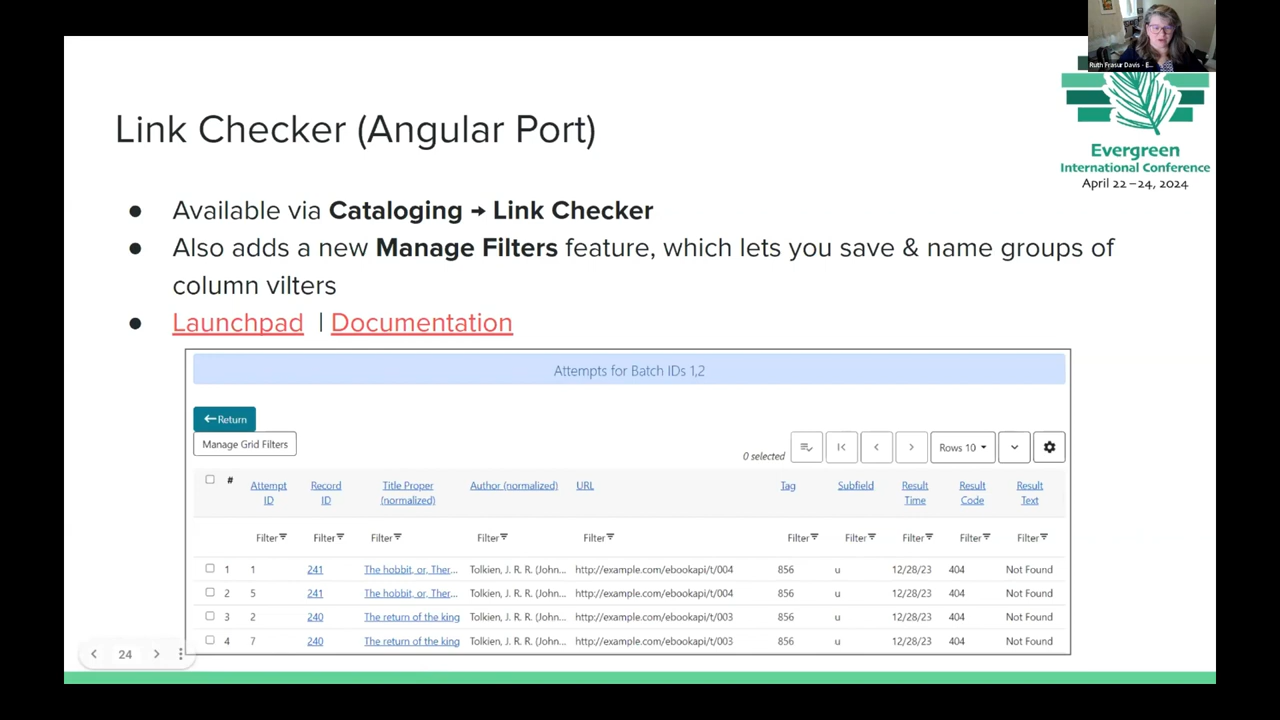 Ruth Frasur Davis - E...
Link Checker (Angular Port)
Evergreen
International Conference
April 22–24, 2024
● Available via Cataloging → Link Checker
● Also adds a new Manage Filters feature, which lets you save & name groups of
column vilters
● Launchpad | Documentation
Attempts for Batch IDs 1,2
Return
Manage Grid Filters
0 selected Rows 10
# Attempt ID Record ID Title Proper (normalized) Author (normalized) URL Tag Subfield Result Time Result Code Result Text
Filter Filter Filter Filter Filter Filter Filter Filter Filter Filter
1 1 241 The hobbit, or, Ther... Tolkien, J. R. R. (John... http://example.com/ebookapi/t/004 856 u 12/28/23 404 Not Found
2 5 241 The hobbit, or, Ther... Tolkien, J. R. R. (John... http://example.com/ebookapi/t/004 856 u 12/28/23 404 Not Found
3 2 240 The return of the king Tolkien, J. R. R. (John... http://example.com/ebookapi/t/003 856 u 12/28/23 404 Not Found
4 7 240 The return of the king Tolkien, J. R. R. (John... http://example.com/ebookapi/t/003 856 u 12/28/23 404 Not Found
24